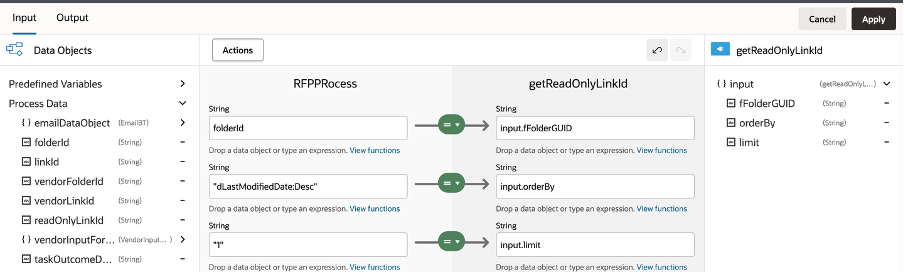 Input Output Cancel Apply
Data Objects Actions getReadOnlyLinkId
Predefined Variables
Process Data
{ } emailDataObject (EmailBT)
folderId (String)
linkId (String)
vendorFolderId (String)
vendorLinkId (String)
readOnlyLinkId (String)
{ } vendorInputFor... (VendorInput... )
taskOutcomeD... (String)
RFPPRocess getReadOnlyLinkId
String String
folderId = input.fFolderGUID
Drop a data object or type an expression. View functions Drop a data object or type an expression. View functions
String String
"dLastModifiedDate:Desc" = input.orderBy
Drop a data object or type an expression. View functions Drop a data object or type an expression. View functions
String String
"1" = input.limit
Drop a data object or type an expression. View functions Drop a data object or type an expression. View functions
{ } input (getReadOnlyL...)
fFolderGUID (String)
orderBy (String)
limit (String)